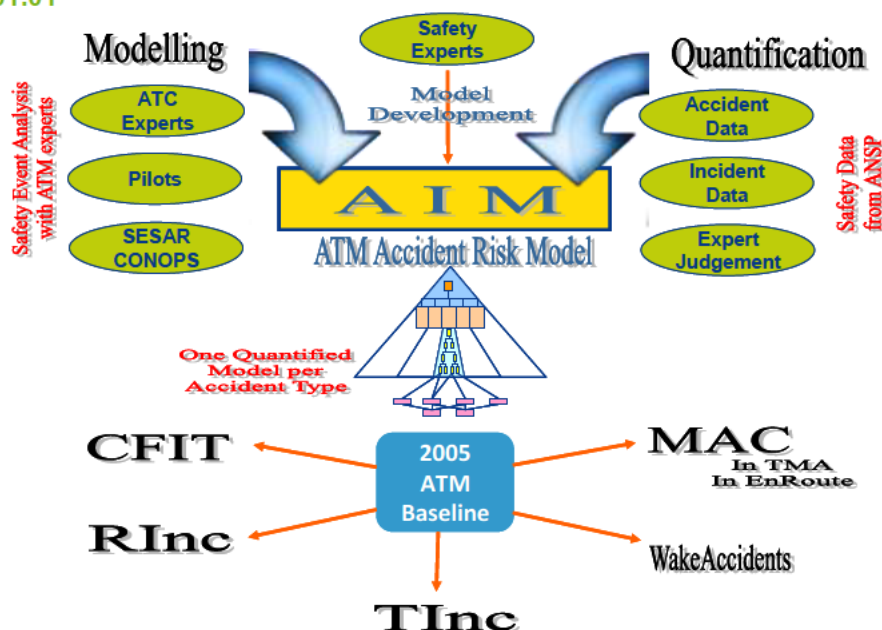 Safety
Experts
Modelling
Quantification
Model
Development
ATC
Experts
Pilots
SESAR
CONOPS
Safety Event Analysis
with ATM experts
Accident
Data
Incident
Data
Expert
Judgement
Safety Data
from ANSP
A I M
ATM Accident Risk Model
One Quantified
Model per
Accident Type
2005
ATM
Baseline
CFIT
MAC
In TMA
In EnRoute
RInc
WakeAccidents
TInc